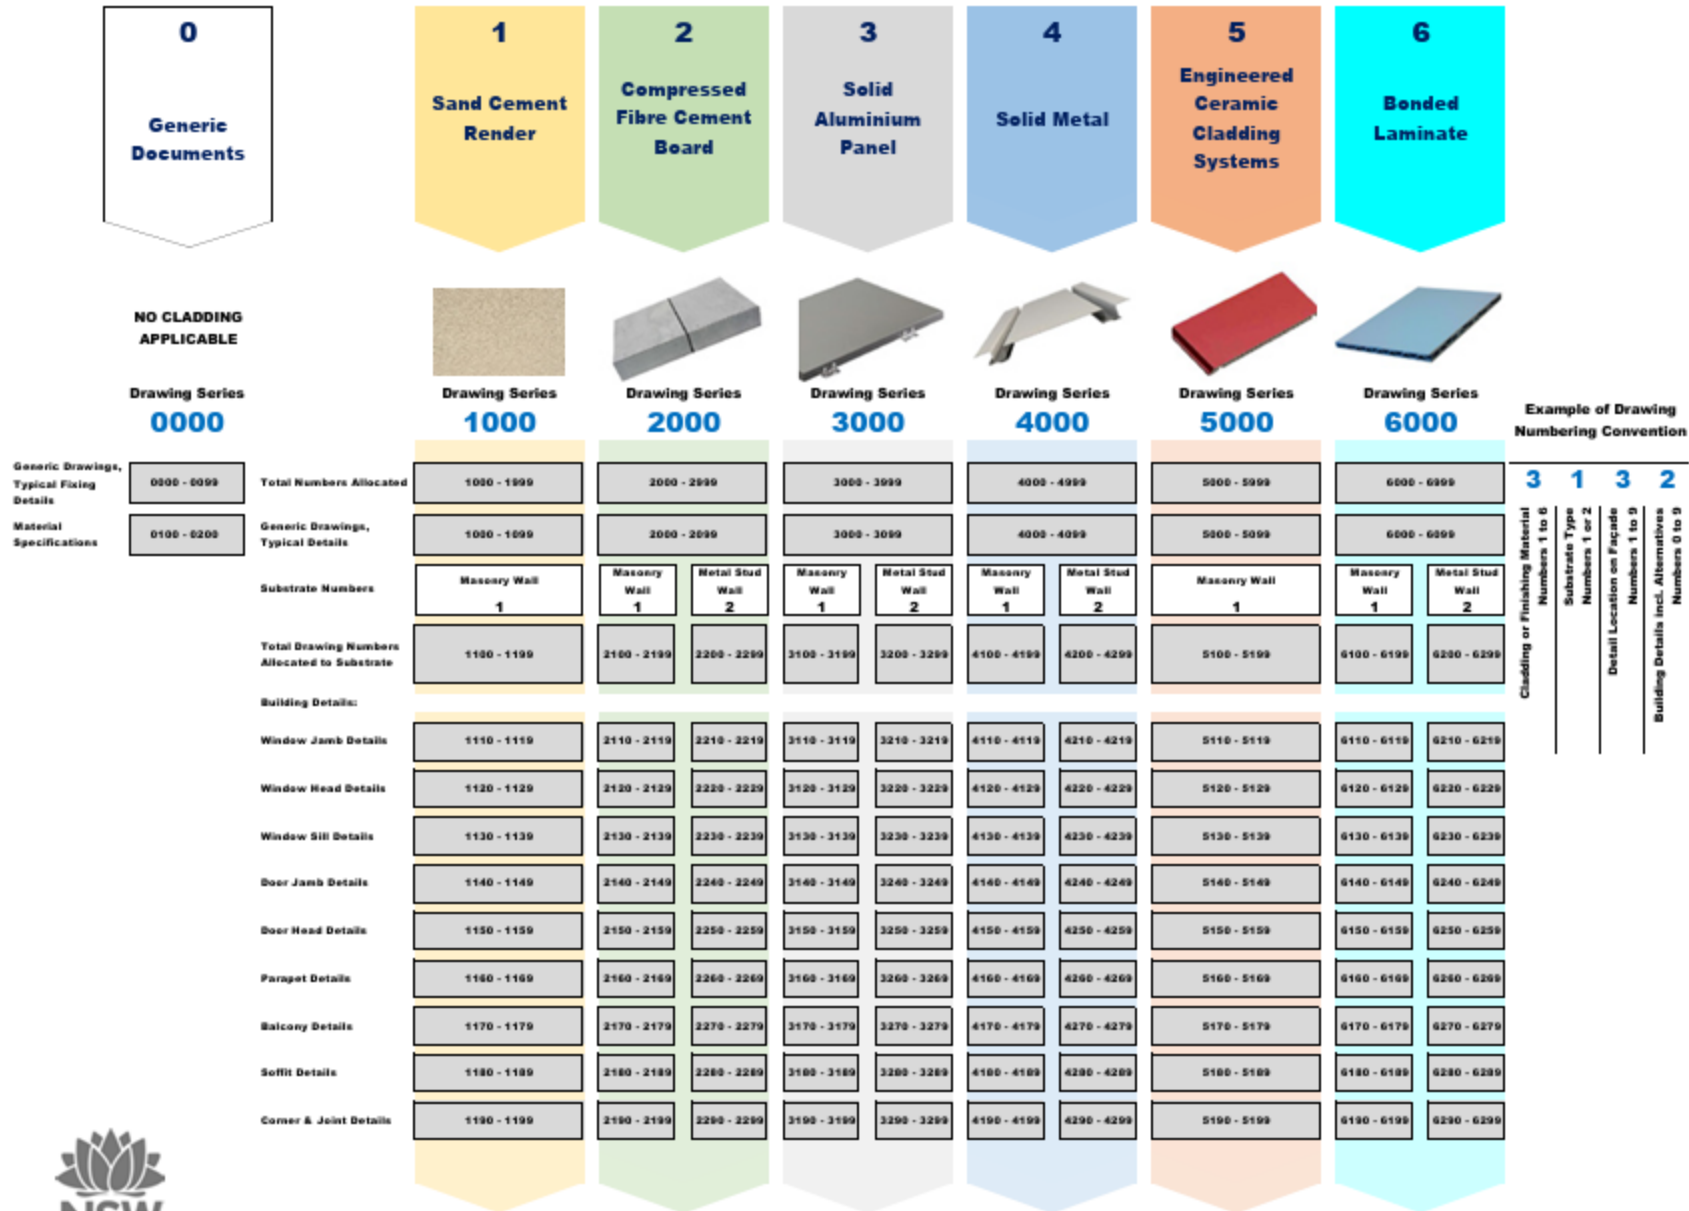 0
Generic
Documents
1
Sand Cement
Render
2
Compressed
Fibre Cement
Board
3
Solid
Aluminium
Panel
4
Solid Metal
5
Engineered
Ceramic
Cladding
Systems
6
Bonded
Laminate
NO CLADDING
APPLICABLE
Drawing Series
0000
Drawing Series
1000
Drawing Series
2000
Drawing Series
3000
Drawing Series
4000
Drawing Series
5000
Drawing Series
6000
Example of Drawing
Numbering Convention
3 1 3 2
Cladding or Finishing Material
Numbers 1 to 6
Substrate Type
Numbers 1 or 2
Detail Location on Façade
Numbers 1 to 9
Building Details incl. Alternatives
Numbers 0 to 9
Generic Drawings,
Typical Fixing
Details
0000 - 0099
Material
Specifications
0100 - 0200
Total Numbers Allocated 1000 - 1999 2000 - 2999 3000 - 3999 4000 - 4999 5000 - 5999 6000 - 6999
Generic Drawings,
Typical Details
1000 - 1099 2000 - 2099 3000 - 3099 4000 - 4099 5000 - 5099 6000 - 6099
Substrate Numbers
Masonry Wall
1
Masonry
Wall
1
Metal Stud
Wall
2
Masonry
Wall
1
Metal Stud
Wall
2
Masonry
Wall
1
Metal Stud
Wall
2
Masonry Wall
1
Masonry
Wall
1
Metal Stud
Wall
2
Total Drawing Numbers
Allocated to Substrate
1100 - 1199 2100 - 2199 2200 - 2299 3100 - 3199 3200 - 3299 4100 - 4199 4200 - 4299 5100 - 5199 6100 - 6199 6200 - 6299
Building Details:
Window Jamb Details 1110 - 1119 2110 - 2119 2210 - 2219 3110 - 3119 3210 - 3219 4110 - 4119 4210 - 4219 5110 - 5119 6110 - 6119 6210 - 6219
Window Head Details 1120 - 1129 2120 - 2129 2220 - 2229 3120 - 3129 3220 - 3229 4120 - 4129 4220 - 4229 5120 - 5129 6120 - 6129 6220 - 6229
Window Sill Details 1130 - 1139 2130 - 2139 2230 - 2239 3130 - 3139 3230 - 3239 4130 - 4139 4230 - 4239 5130 - 5139 6130 - 6139 6230 - 6239
Door Jamb Details 1140 - 1149 2140 - 2149 2240 - 2249 3140 - 3149 3240 - 3249 4140 - 4149 4240 - 4249 5140 - 5149 6140 - 6149 6240 - 6249
Door Head Details 1150 - 1159 2150 - 2159 2250 - 2259 3150 - 3159 3250 - 3259 4150 - 4159 4250 - 4259 5150 - 5159 6150 - 6159 6250 - 6259
Parapet Details 1160 - 1169 2160 - 2169 2260 - 2269 3160 - 3169 3260 - 3269 4160 - 4169 4260 - 4269 5160 - 5169 6160 - 6169 6260 - 6269
Balcony Details 1170 - 1179 2170 - 2179 2270 - 2279 3170 - 3179 3270 - 3279 4170 - 4179 4270 - 4279 5170 - 5179 6170 - 6179 6270 - 6279
Soffit Details 1180 - 1189 2180 - 2189 2280 - 2289 3180 - 3189 3280 - 3289 4180 - 4189 4280 - 4289 5180 - 5189 6180 - 6189 6280 - 6289
Corner & Joint Details 1190 - 1199 2190 - 2199 2290 - 2299 3190 - 3199 3290 - 3299 4190 - 4199 4290 - 4299 5190 - 5199 6190 - 6199 6290 - 6299
NSW